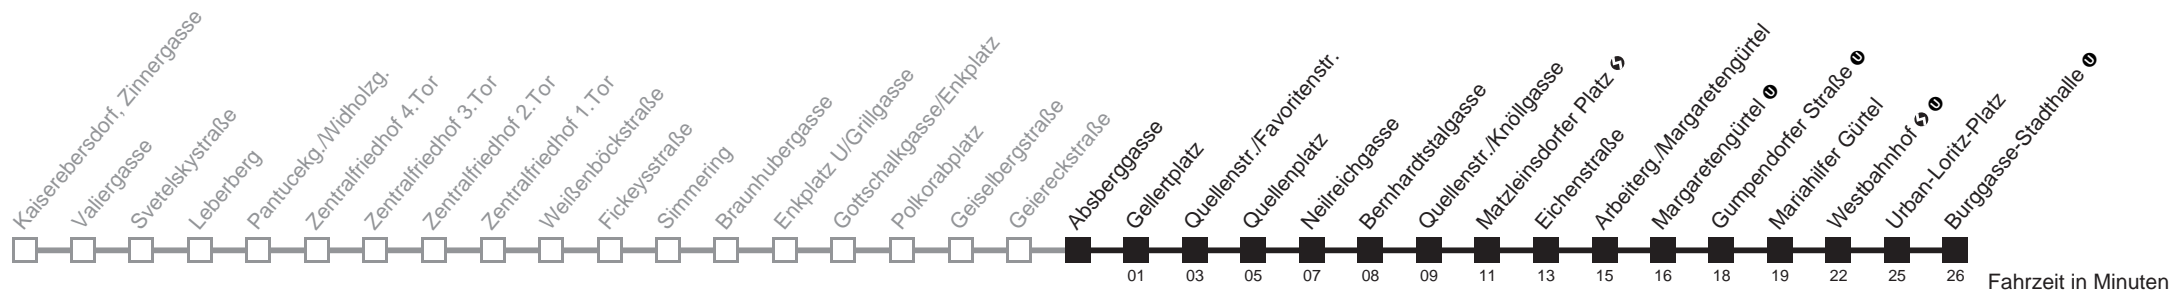 Kaiserebersdorf, Zinnergasse
Valiergasse
Svetelskystraße
Leberberg
Pantuceckg./Widholzg.
Zentralfriedhof 4.Tor
Zentralfriedhof 3.Tor
Zentralfriedhof 2.Tor
Zentralfriedhof 1.Tor
Weißenböckstraße
Fickeysstraße
Simmering
Braunhubergasse
Enkplatz U/Grillgasse
Gottschalkgasse/Enkplatz
Polkorabplatz
Geiselbergstraße
Geiereckstraße
Absberggasse
Gellertplatz
Quellenstr./Favoritenstr.
Quellenplatz
Neilreichgasse
Bernhardtstalgasse
Quellenstr./Knöllgasse
Matzleinsdorfer Platz S
Eichenstraße
Arbeiterg./Margaretengürtel
Margaretengürtel U
Gumpendorfer Straße U
Mariahilfer Gürtel
Westbahnhof S U
Urban-Loritz-Platz
Burggasse-Stadthalle U
01 03 05 07 08 09 11 13 15 16 18 19 22 25 26 Fahrzeit in Minuten